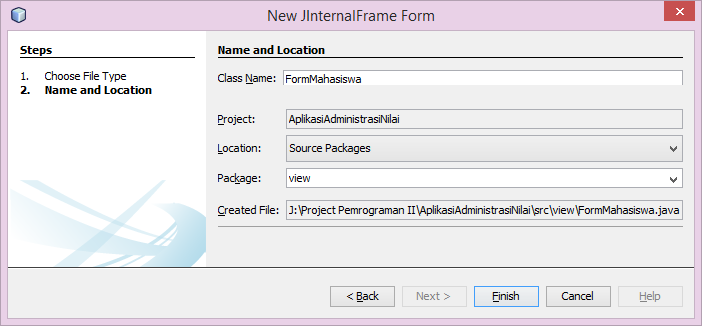 New JInternalFrame Form
Steps
1. Choose File Type
2. Name and Location
Name and Location
Class Name: FormMahasiswa
Project: AplikasiAdministrasiNilai
Location: Source Packages
Package: view
Created File: J:\Project Pemrograman II\AplikasiAdministrasiNilai\src\view\FormMahasiswa.java
< Back Next > Finish Cancel Help